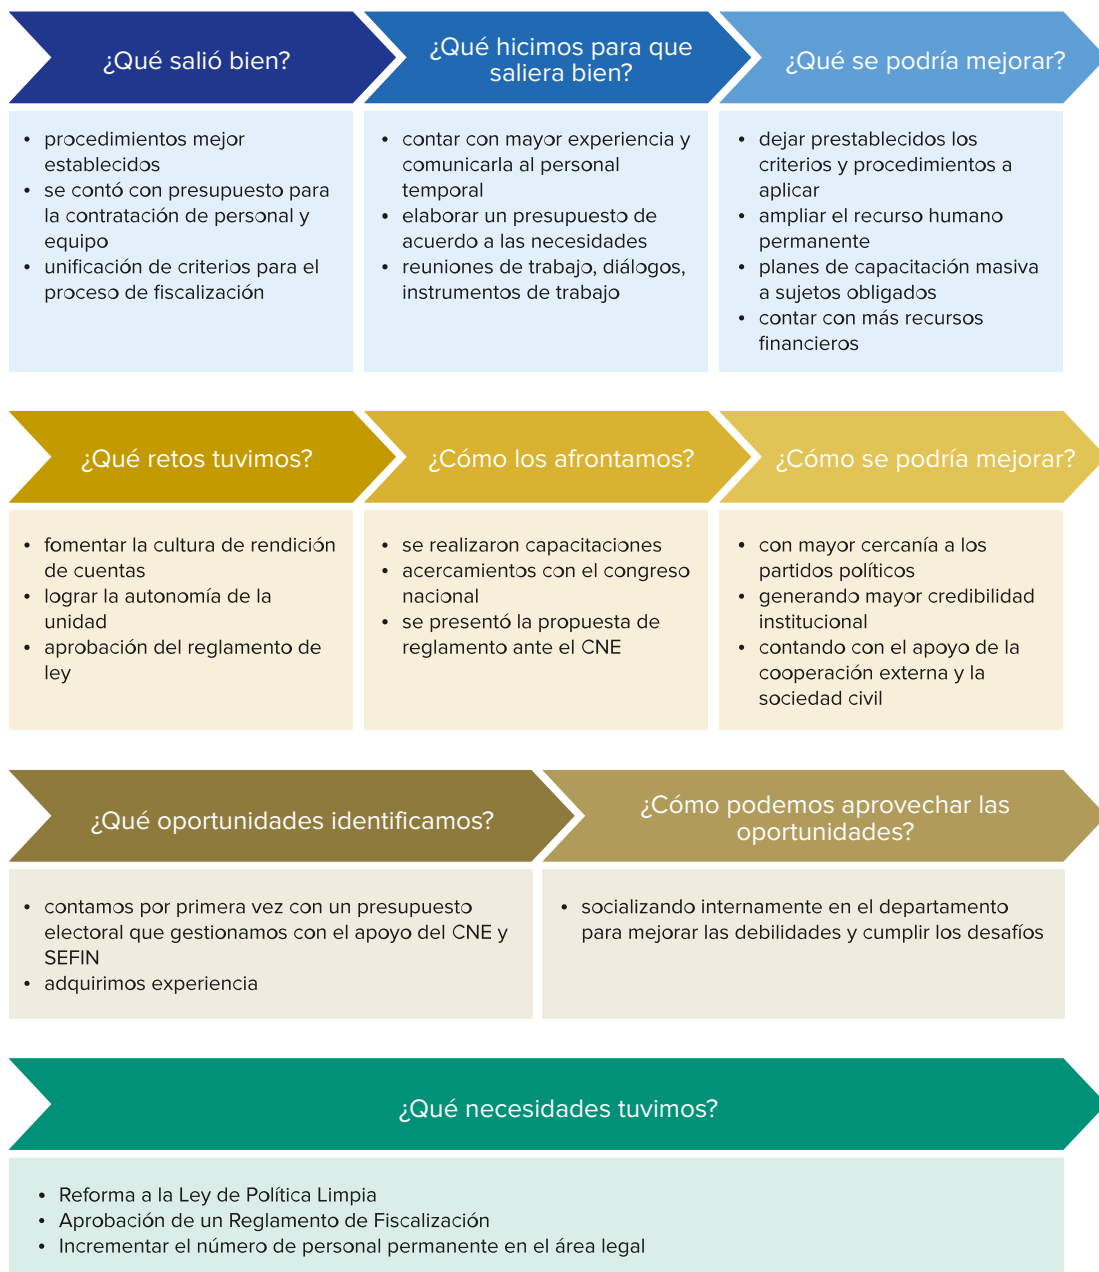 ¿Qué salió bien?
¿Qué hicimos para que
saliera bien?
¿Qué se podría mejorar?
• procedimientos mejor
establecidos
• se contó con presupuesto para
la contratación de personal y
equipo
• unificación de criterios para el
proceso de fiscalización
• contar con mayor experiencia y
comunicarla al personal
temporal
• elaborar un presupuesto de
acuerdo a las necesidades
• reuniones de trabajo, diálogos,
instrumentos de trabajo
• dejar prestablecidos los
criterios y procedimientos a
aplicar
• ampliar el recurso humano
permanente
• planes de capacitación masiva
a sujetos obligados
• contar con más recursos
financieros
¿Qué retos tuvimos?
¿Cómo los afrontamos?
¿Cómo se podría mejorar?
• fomentar la cultura de rendición
de cuentas
• lograr la autonomía de la
unidad
• aprobación del reglamento de
ley
• se realizaron capacitaciones
• acercamientos con el congreso
nacional
• se presentó la propuesta de
reglamento ante el CNE
• con mayor cercanía a los
partidos políticos
• generando mayor credibilidad
institucional
• contando con el apoyo de la
cooperación externa y la
sociedad civil
¿Qué oportunidades identificamos?
¿Cómo podemos aprovechar las
oportunidades?
• contamos por primera vez con un presupuesto
electoral que gestionamos con el apoyo del CNE y
SEFIN
• adquirimos experiencia
• socializando internamente en el departamento
para mejorar las debilidades y cumplir los desafíos
¿Qué necesidades tuvimos?
• Reforma a la Ley de Política Limpia
• Aprobación de un Reglamento de Fiscalización
• Incrementar el número de personal permanente en el área legal